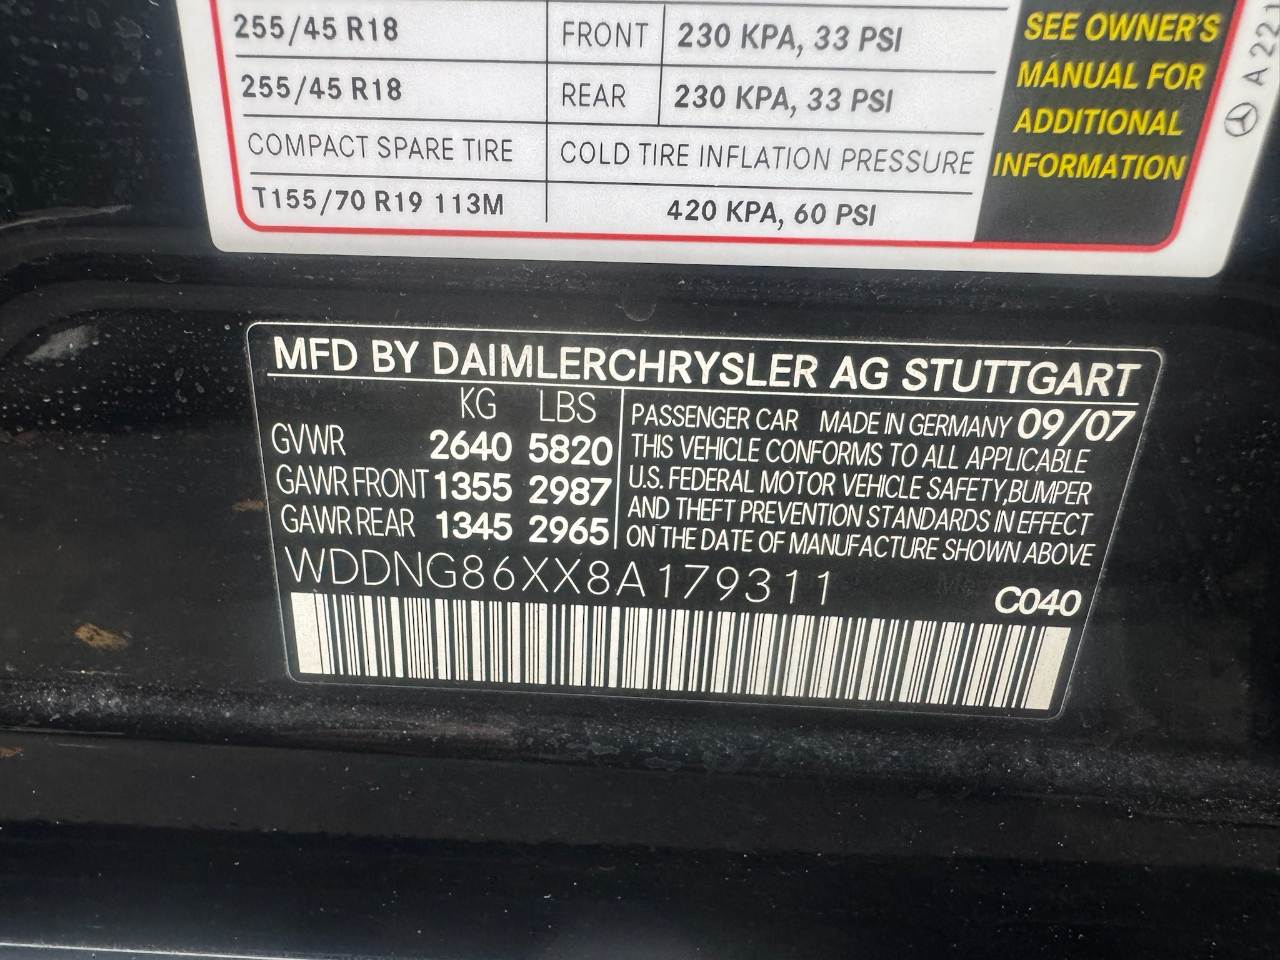 255/45 R18 FRONT 230 KPA, 33 PSI
255/45 R18 REAR 230 KPA, 33 PSI
COMPACT SPARE TIRE COLD TIRE INFLATION PRESSURE
T155/70 R19 113M 420 KPA, 60 PSI
SEE OWNER'S
MANUAL FOR
ADDITIONAL
INFORMATION
A 221
MFD BY DAIMLERCHRYSLER AG STUTTGART
KG LBS
GVWR 2640 5820
GAWR FRONT 1355 2987
GAWR REAR 1345 2965
PASSENGER CAR MADE IN GERMANY 09/07
THIS VEHICLE CONFORMS TO ALL APPLICABLE
U.S. FEDERAL MOTOR VEHICLE SAFETY,BUMPER
AND THEFT PREVENTION STANDARDS IN EFFECT
ON THE DATE OF MANUFACTURE SHOWN ABOVE
WDDNG86XX8A179311
C040